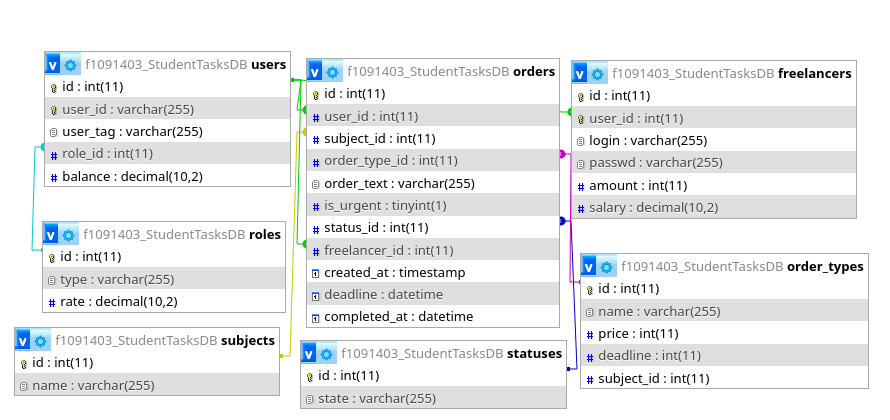 v f1091403_StudentTasksDB users
id : int(11)
user_id : varchar(255)
user_tag : varchar(255)
# role_id : int(11)
# balance : decimal(10,2)
v f1091403_StudentTasksDB roles
id : int(11)
type : varchar(255)
# rate : decimal(10,2)
v f1091403_StudentTasksDB subjects
id : int(11)
name : varchar(255)
v f1091403_StudentTasksDB orders
id : int(11)
# user_id : int(11)
# subject_id : int(11)
# order_type_id : int(11)
order_text : varchar(255)
# is_urgent : tinyint(1)
# status_id : int(11)
# freelancer_id : int(11)
created_at : timestamp
deadline : datetime
completed_at : datetime
v f1091403_StudentTasksDB statuses
id : int(11)
state : varchar(255)
v f1091403_StudentTasksDB freelancers
id : int(11)
user_id : int(11)
login : varchar(255)
passwd : varchar(255)
# amount : int(11)
# salary : decimal(10,2)
v f1091403_StudentTasksDB order_types
id : int(11)
name : varchar(255)
# price : int(11)
# deadline : int(11)
# subject_id : int(11)